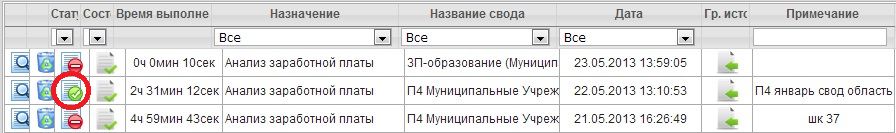 Стату Состо Время выполне Назначение Название свода Дата Гр. исто Примечание
Все Все Все
0ч 0мин 10сек Анализ заработной платы ЗП-образование (Муницип 23.05.2013 13:59:05
2ч 31мин 12сек Анализ заработной платы П4 Муниципальные Учреж 22.05.2013 13:10:53 П4 январь свод область
4ч 59мин 43сек Анализ заработной платы П4 Муниципальные Учреж 21.05.2013 16:26:49 шк 37